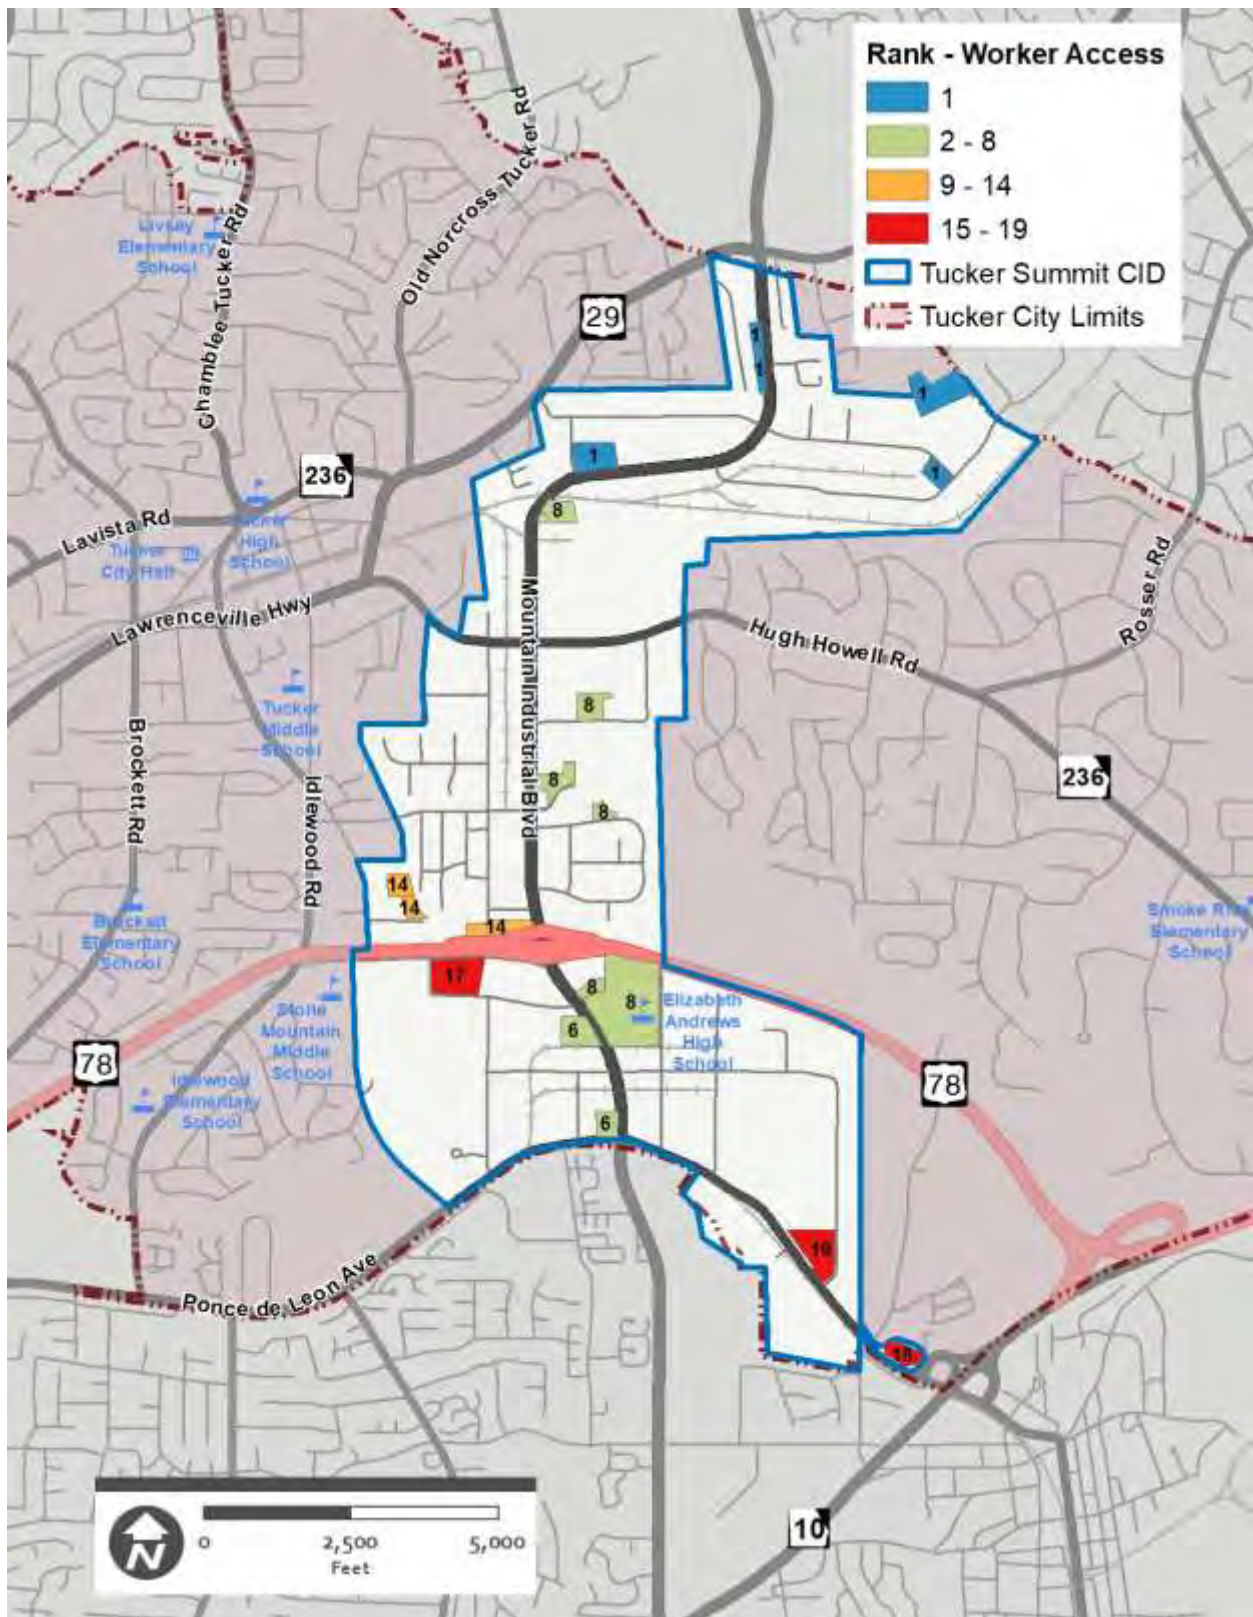 Rank - Worker Access
1
2 - 8
9 - 14
15 - 19
Tucker Summit CID
Tucker City Limits
Old Norcross Tucker Rd
Chamblee Tucker Rd
Livsey
Elementary
School
29
1
1
1
1
1
236
Lavista Rd
Tucker
High
School
Tucker
City Hall
8
Lawrenceville Hwy
Mountain Industrial Blvd
Hugh Howell Rd
Rosser Rd
Tucker
Middle
School
8
Brockett Rd
Idlewood Rd
236
8
8
14
14
14
Brockett
Elementary
School
Smoke
Elementary
School
17
8
8
6
Elizabeth
Andrews
High
School
Stone
Mountain
Middle
School
78
78
Idlewood
Elementary
School
6
19
Ponce de Leon Ave
10
N
0
2,500
5,000
Feet